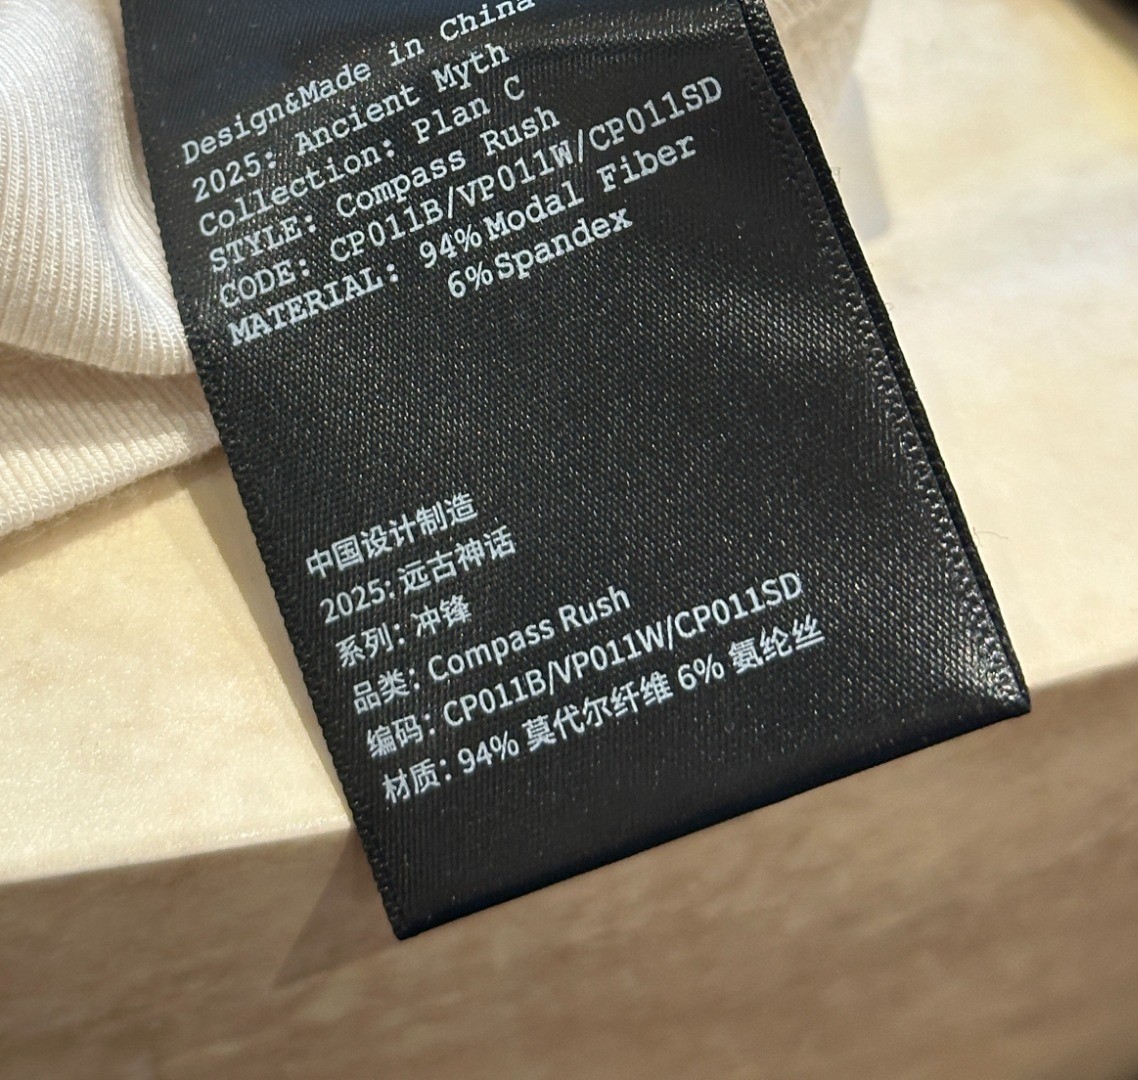 Design&Made in China
2025: Ancient Myth
Collection: Plan C
STYLE: Compass Rush
CODE: CP011B/VP011W/CP011SD
MATERIAL: 94% Modal Fiber
6% Spandex
中国设计制造
2025: 远古神话
系列: 冲锋
品类: Compass Rush
编码: CP011B/VP011W/CP011SD
材质: 94% 莫代尔纤维 6% 氨纶丝